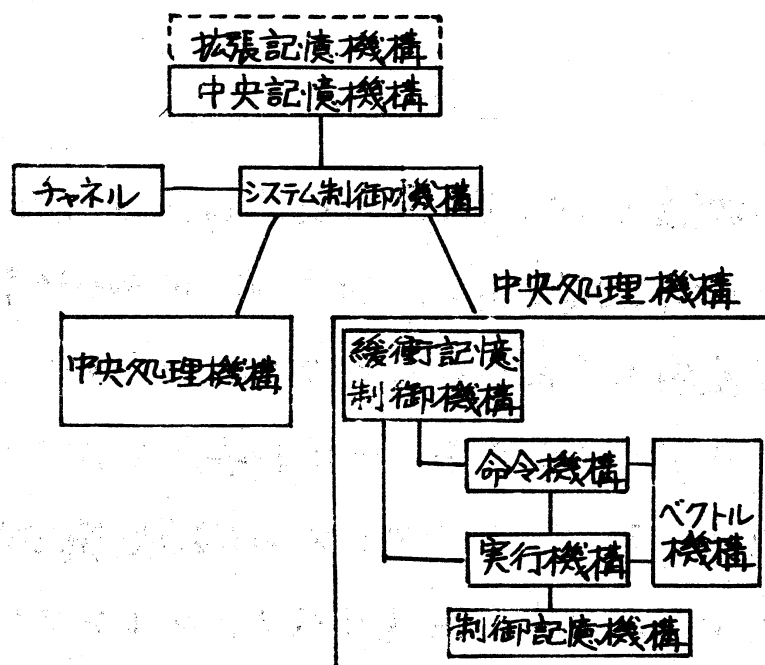 拡張記憶機構
中央記憶機構
チャネル
システム制御機構
中央処理機構
中央処理機構
緩衝記憶
制御機構
命令機構
ベクトル
機構
実行機構
制御記憶機構